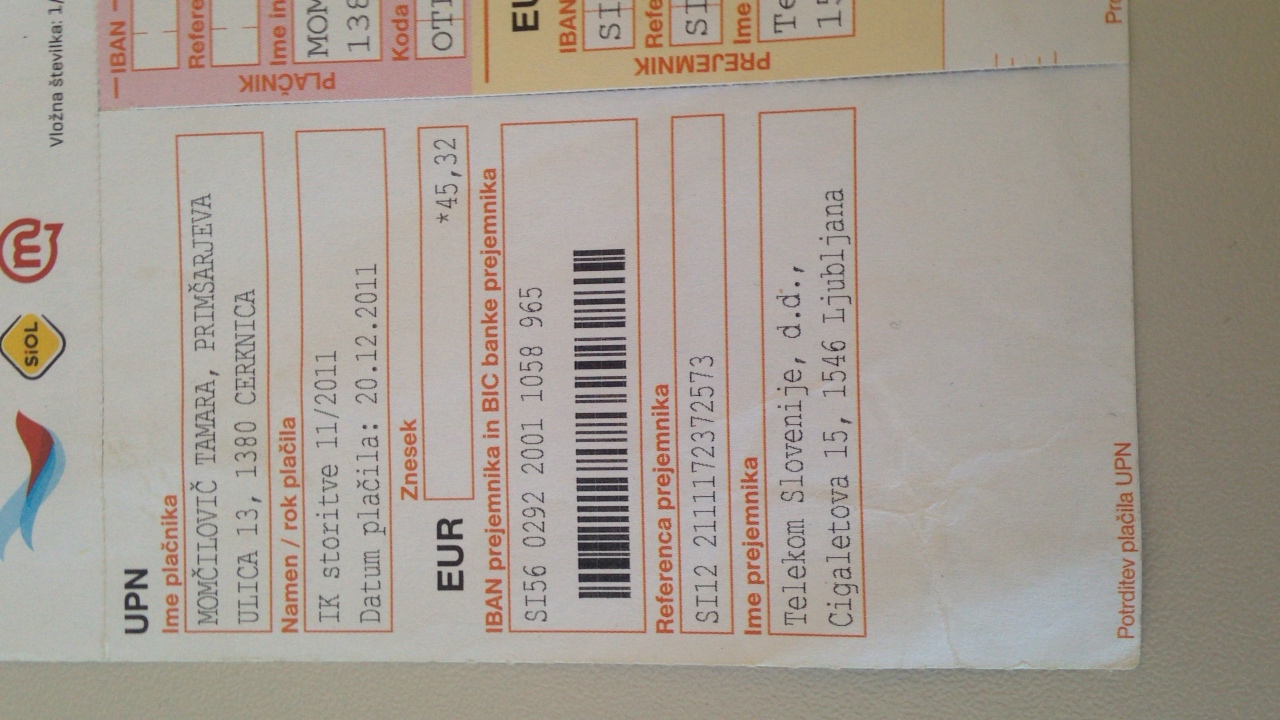 SiOL
m
Vložna številka: 1/
UPN
Ime plačnika
MOMČILOVIČ TAMARA, PRIMŠARJEVA
ULICA 13, 1380 CERKNICA
Namen / rok plačila
IK storitve 11/2011
Datum plačila: 20.12.2011
Znesek
EUR *45,32
IBAN prejemnika in BIC banke prejemnika
SI56 0292 2001 1058 965
Referenca prejemnika
SI12 2111172372573
Ime prejemnika
Telekom Slovenije, d.d.,
Cigaletova 15, 1546 Ljubljana
Potrditev plačila UPN
PLAČNIK
IBAN
Refere
Ime in
MOM
138
Koda
OTI
PREJEMNIK
EU
IBAN
SI
Refe
SI
Ime
Te
15
Pr